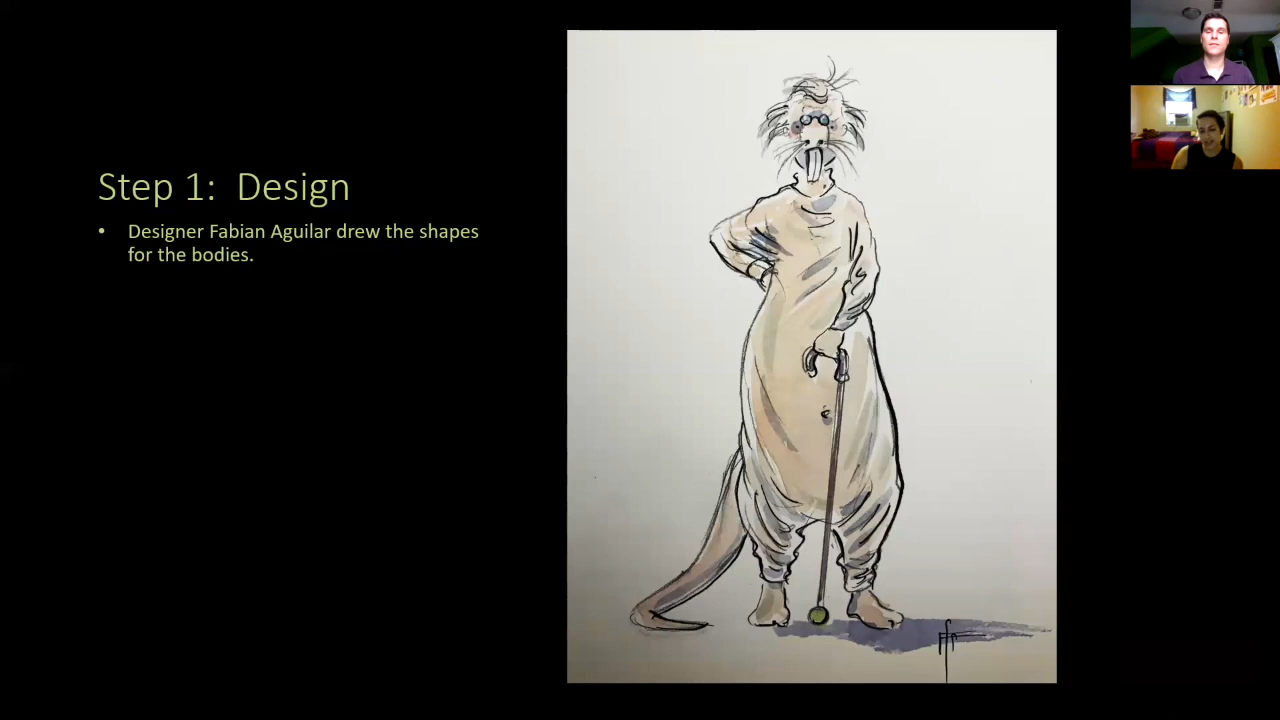 Step 1:  Design
• Designer Fabian Aguilar drew the shapes
for the bodies.